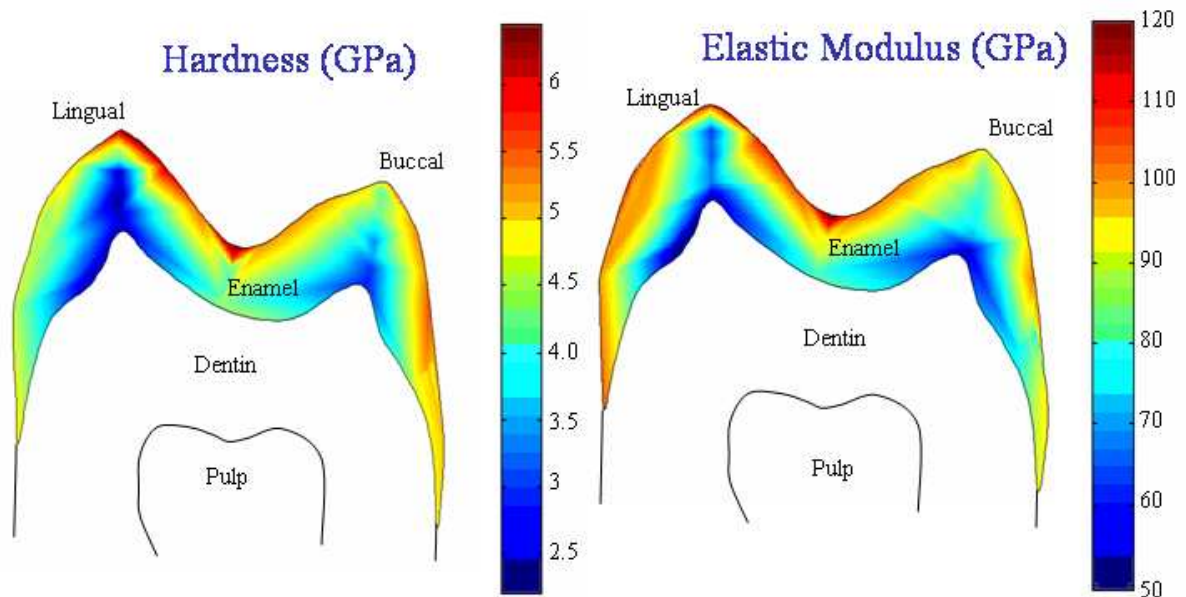 Hardness (GPa)
Lingual
Buccal
Enamel
Dentin
Pulp
6
5.5
5
4.5
4.0
3.5
3
2.5
Elastic Modulus (GPa)
Lingual
Buccal
Enamel
Dentin
Pulp
120
110
100
90
80
70
60
50